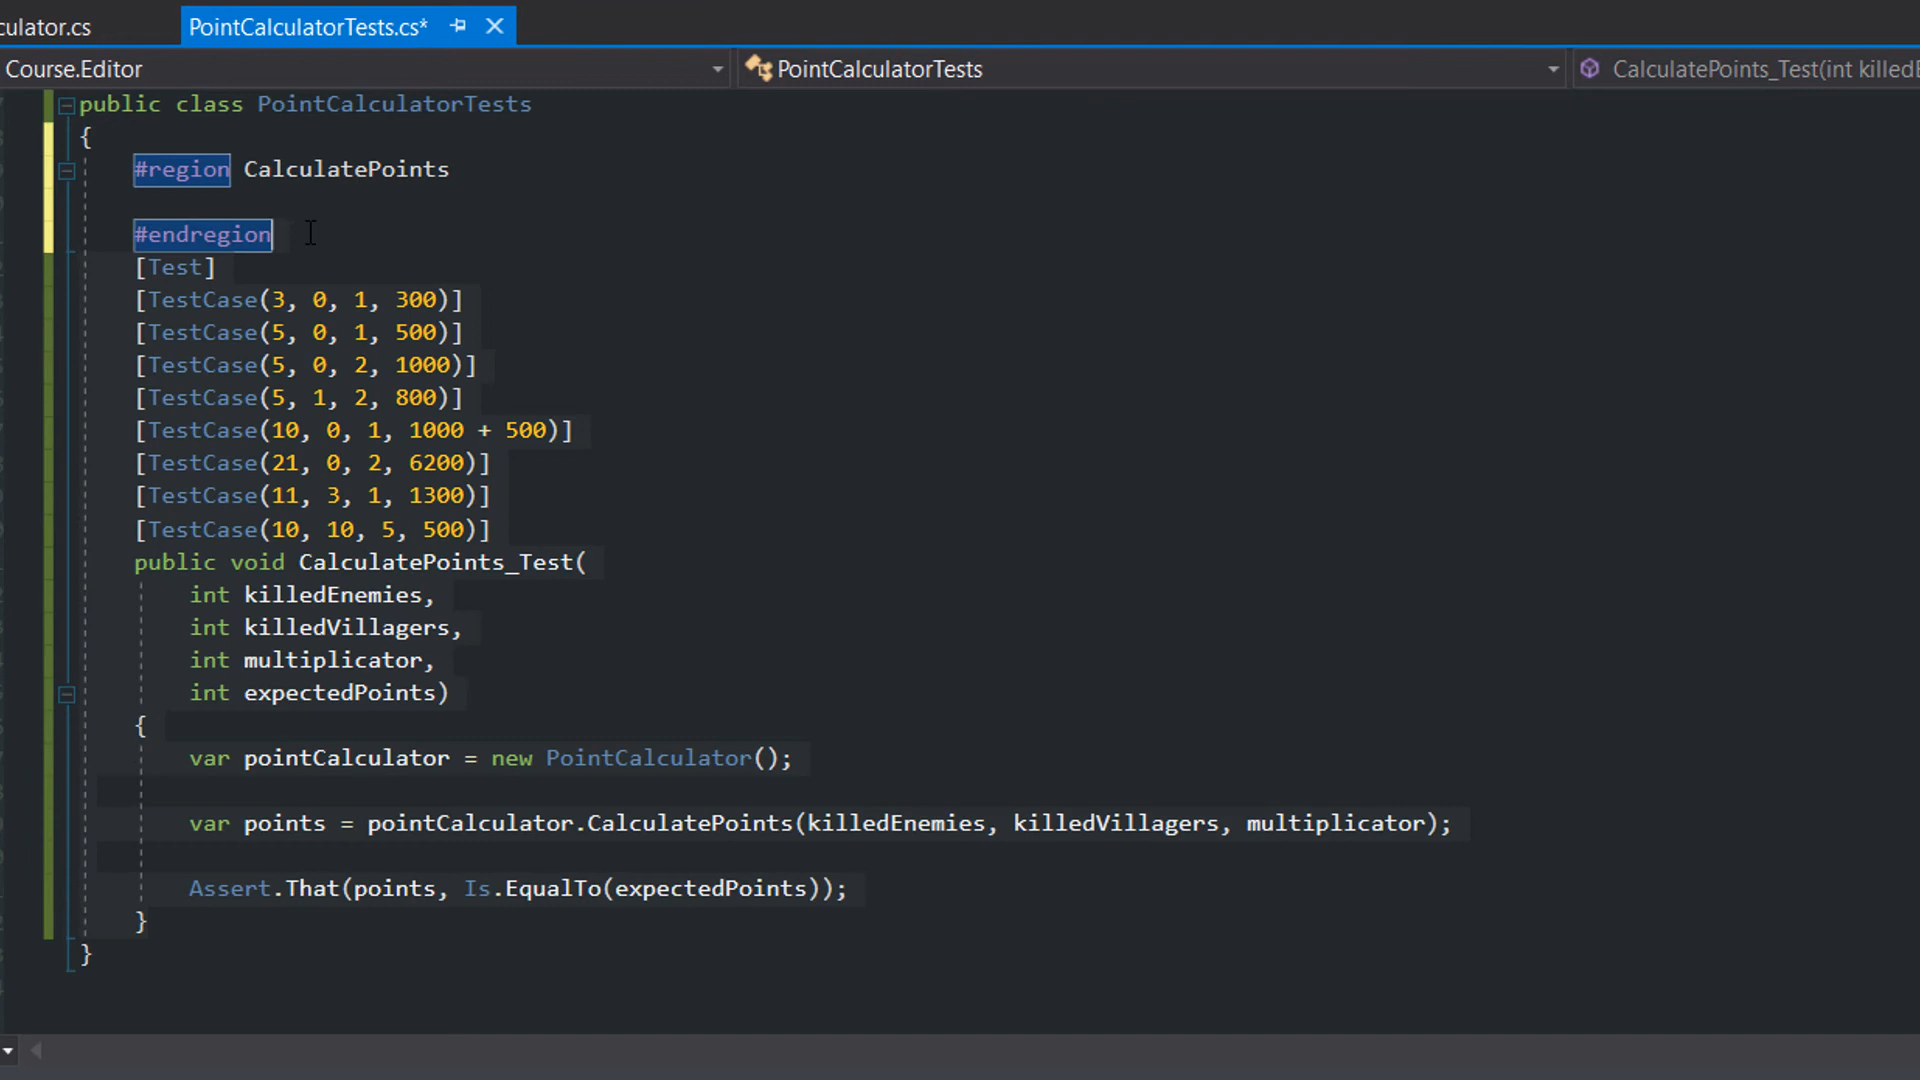 culator.cs
PointCalculatorTests.cs*
Course.Editor
PointCalculatorTests
CalculatePoints_Test(int killedE
public class PointCalculatorTests
{
#region CalculatePoints
#endregion
[Test]
[TestCase(3, 0, 1, 300)]
[TestCase(5, 0, 1, 500)]
[TestCase(5, 0, 2, 1000)]
[TestCase(5, 1, 2, 800)]
[TestCase(10, 0, 1, 1000 + 500)]
[TestCase(21, 0, 2, 6200)]
[TestCase(11, 3, 1, 1300)]
[TestCase(10, 10, 5, 500)]
public void CalculatePoints_Test(
int killedEnemies,
int killedVillagers,
int multiplicator,
int expectedPoints)
{
var pointCalculator = new PointCalculator();
var points = pointCalculator.CalculatePoints(killedEnemies, killedVillagers, multiplicator);
Assert.That(points, Is.EqualTo(expectedPoints));
}
}